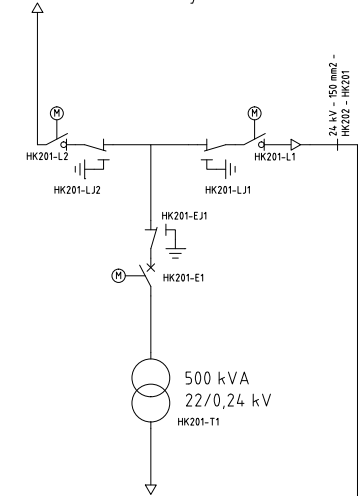 24 kV - 150 mm2 -
HK202 - HK201
M
M
HK201-L2
HK201-L1
HK201-LJ2
HK201-LJ1
HK201-EJ1
M
HK201-E1
500 kVA
22/0,24 kV
HK201-T1